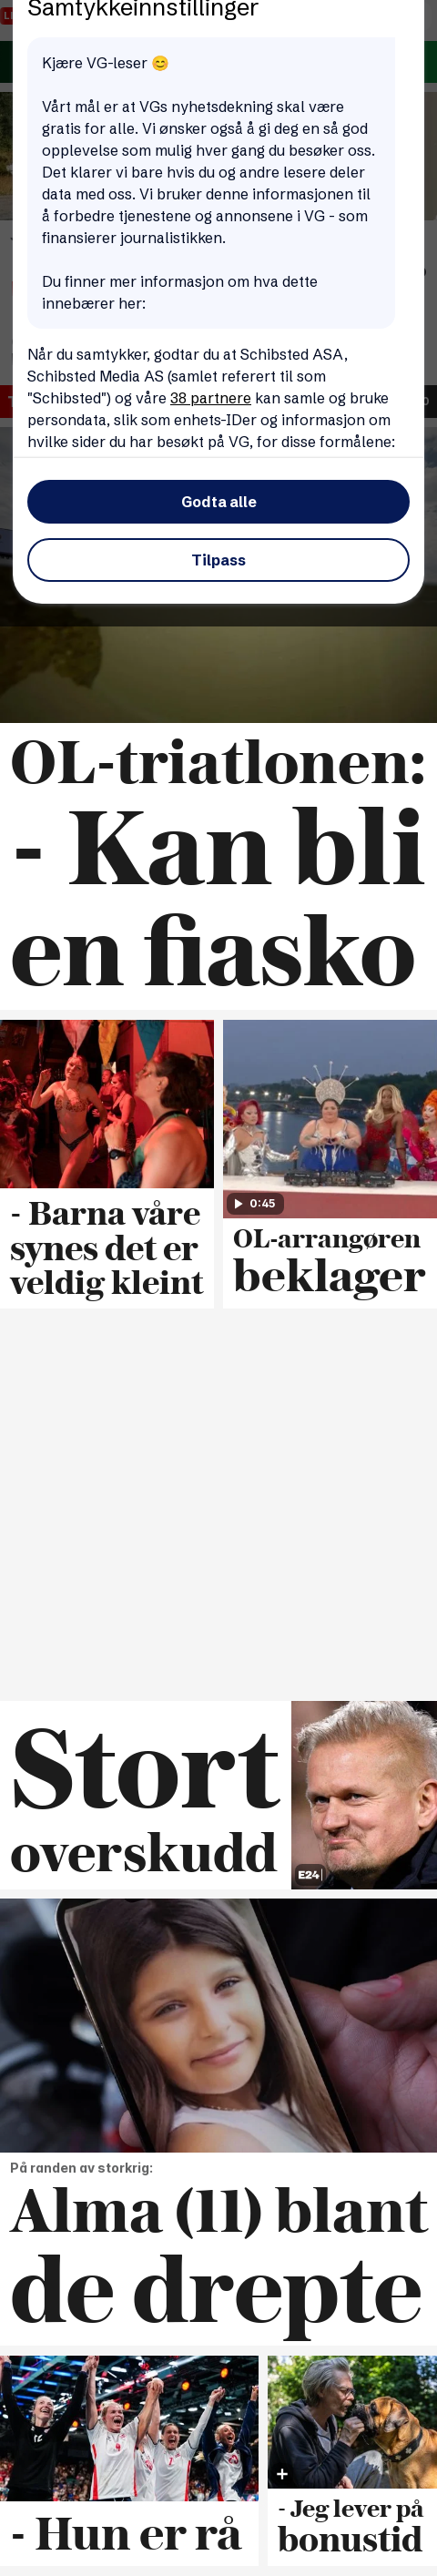 Samtykkeinnstillinger
Kjære VG-leser 😊
Vårt mål er at VGs nyhetsdekning skal være
gratis for alle. Vi ønsker også å gi deg en så god
opplevelse som mulig hver gang du besøker oss.
Det klarer vi bare hvis du og andre lesere deler
data med oss. Vi bruker denne informasjonen til
å forbedre tjenestene og annonsene i VG - som
finansierer journalistikken.
Du finner mer informasjon om hva dette
innebærer her:
Når du samtykker, godtar du at Schibsted ASA,
Schibsted Media AS (samlet referert til som
"Schibsted") og våre 38 partnere kan samle og bruke
persondata, slik som enhets-IDer og informasjon om
hvilke sider du har besøkt på VG, for disse formålene:
Godta alle
Tilpass
OL-triatlonen:
- Kan bli
en fiasko
0:45
- Barna våre
synes det er
veldig kleint
OL-arrangøren
beklager
Stort
overskudd
E24
På randen av storkrig:
Alma (11) blant
de drepte
- Hun er rå
- Jeg lever på
bonustid